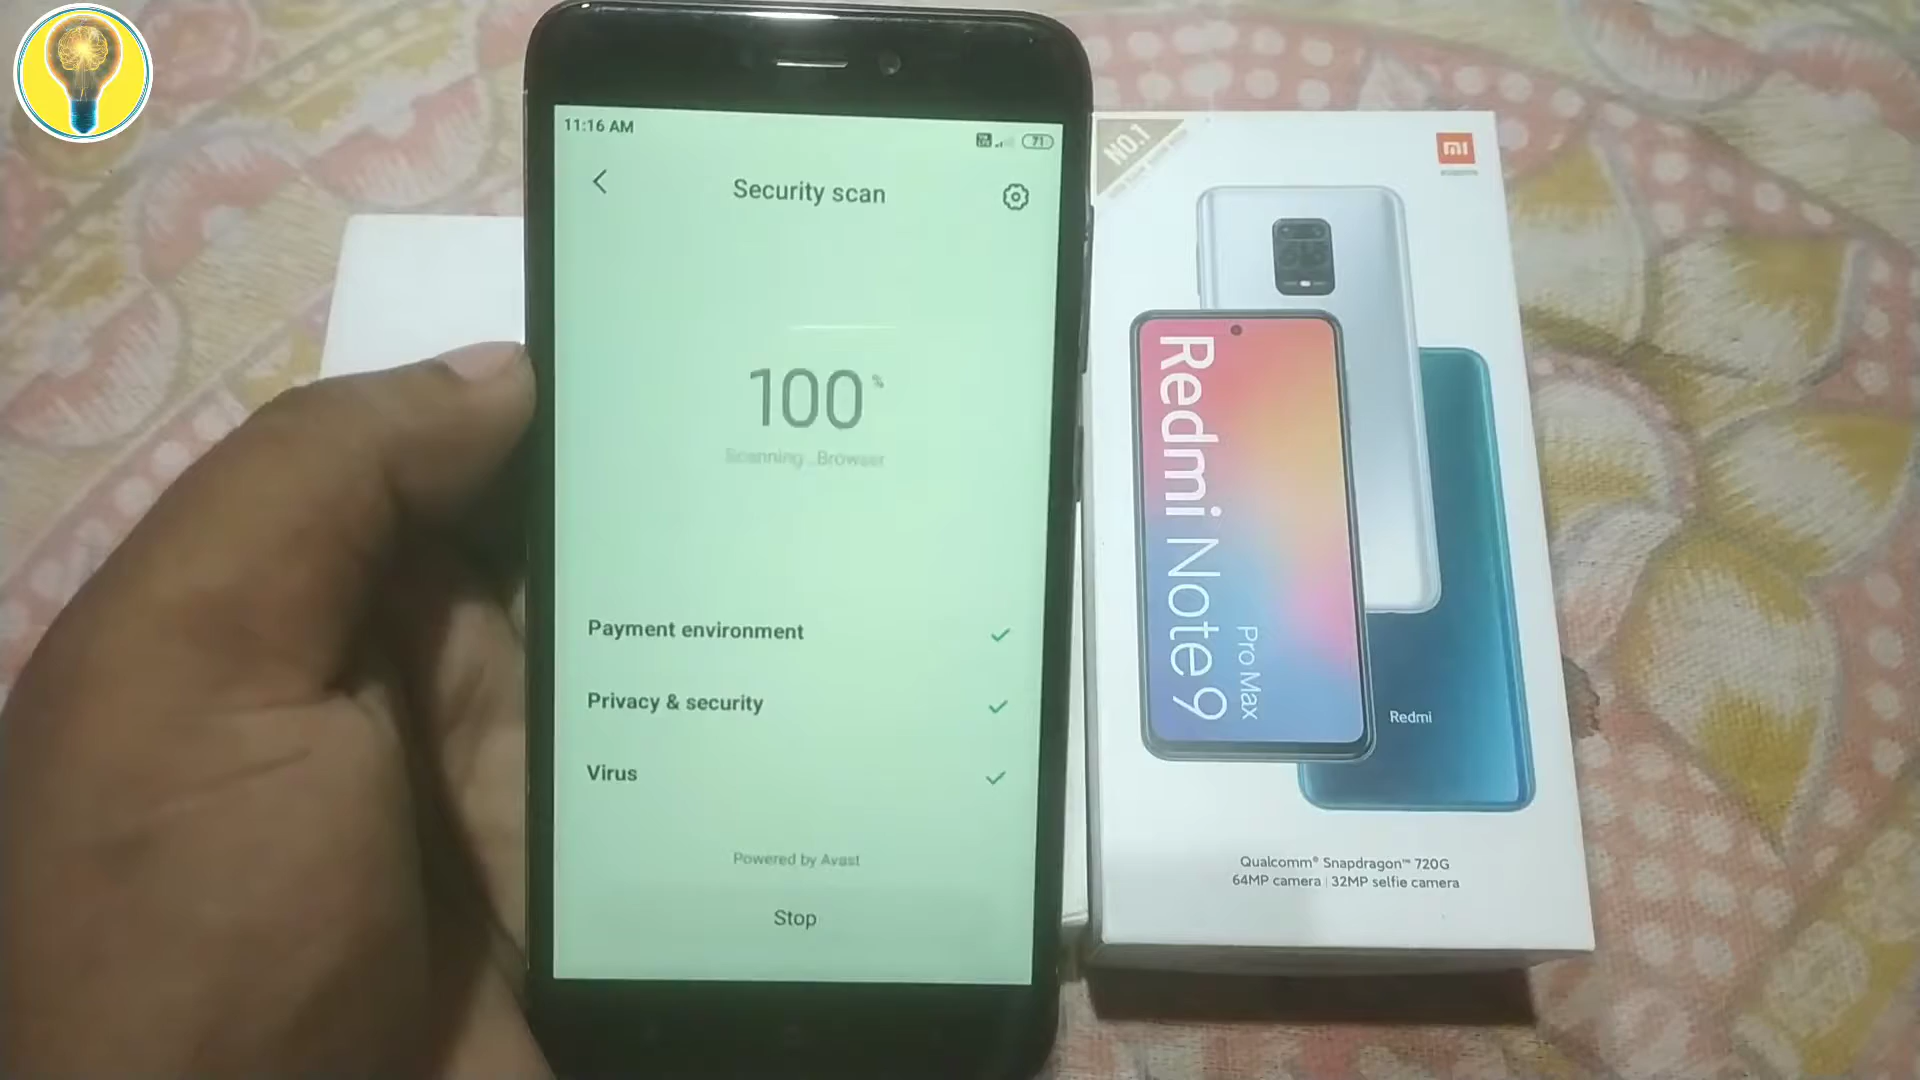 11:16 AM
71
Security scan
100%
Scanning...Browser
Payment environment
Privacy & security
Virus
Powered by Avast
Stop
NO.1
mi
Redmi Note 9
Pro Max
Redmi
Qualcomm® Snapdragon™ 720G
64MP camera | 32MP selfie camera